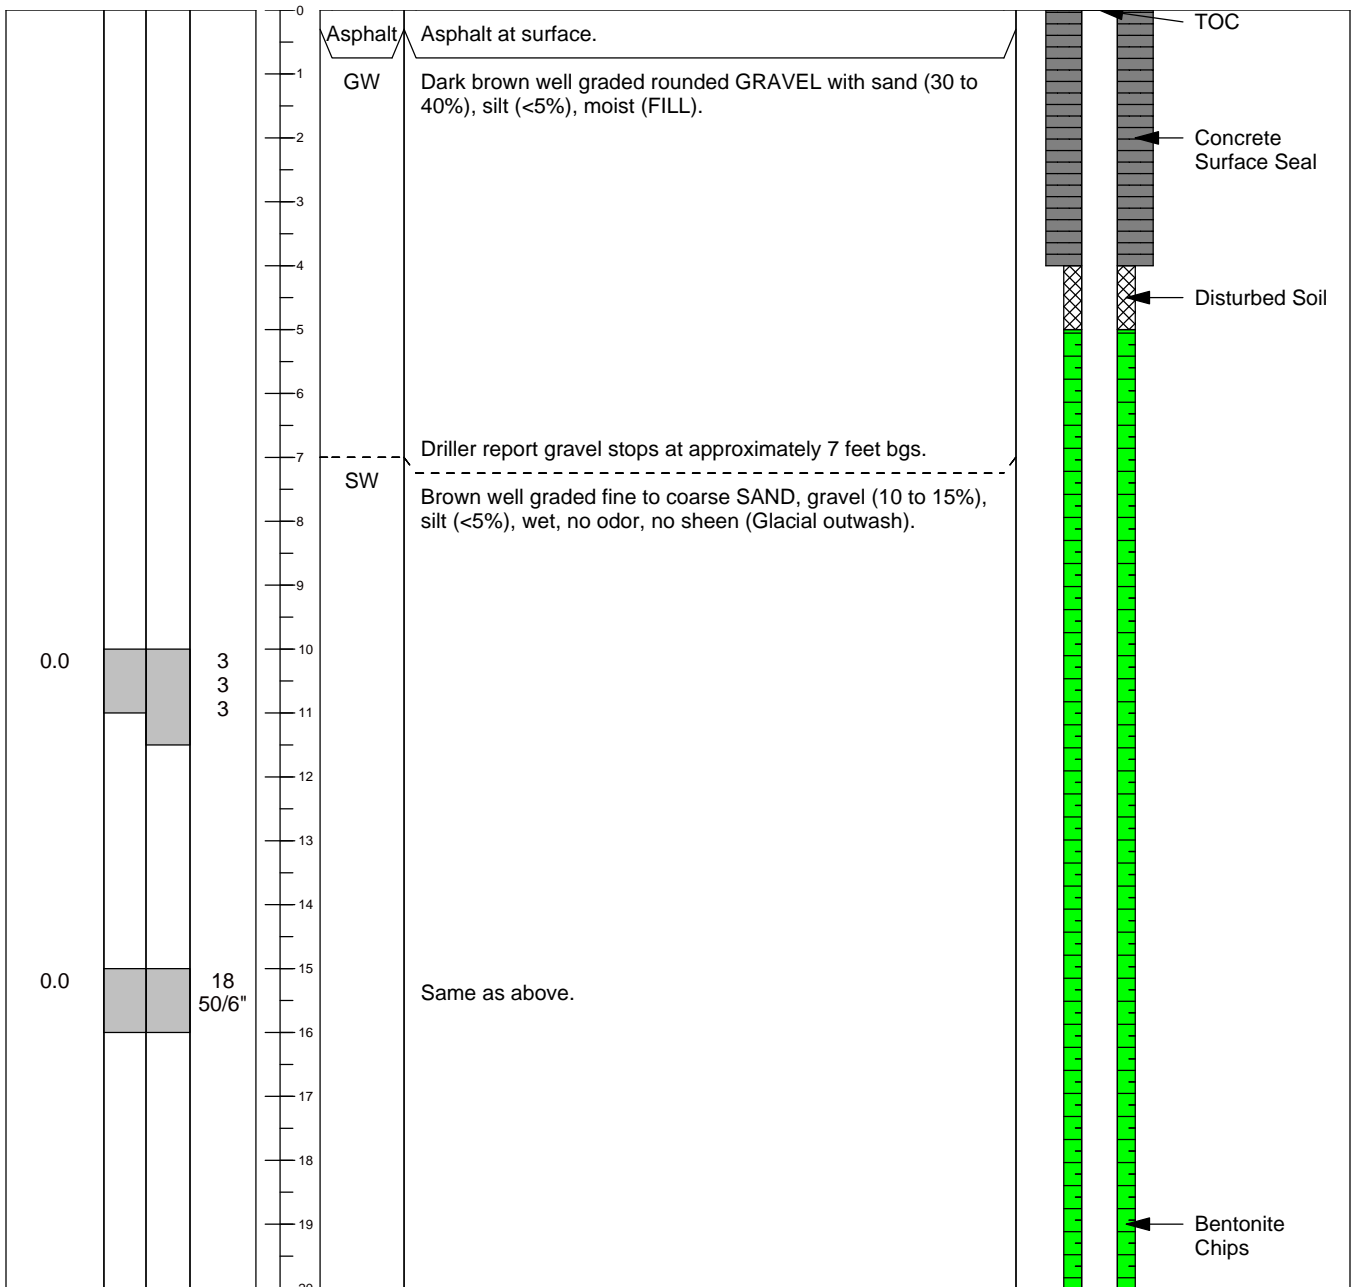 0
TOC
Asphalt
Asphalt at surface.
1
GW
Dark brown well graded rounded GRAVEL with sand (30 to
40%), silt (<5%), moist (FILL).
2
Concrete
Surface Seal
3
4
Disturbed Soil
5
6
Driller report gravel stops at approximately 7 feet bgs.
7
SW
Brown well graded fine to coarse SAND, gravel (10 to 15%),
silt (<5%), wet, no odor, no sheen (Glacial outwash).
8
9
10
0.0
3
3
3
11
12
13
14
15
0.0
18
50/6"
Same as above.
16
17
18
19
Bentonite
Chips
20